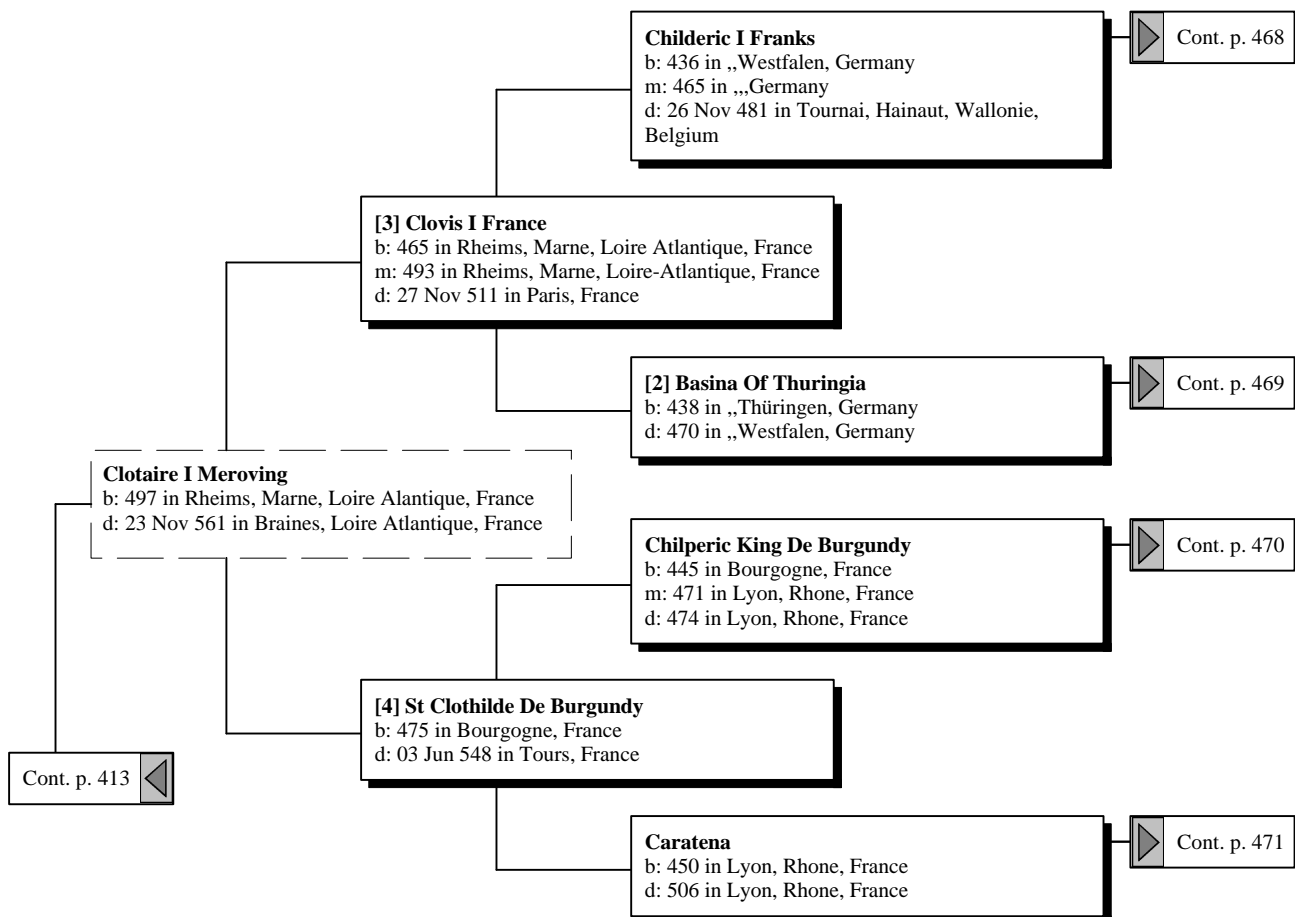 Childeric I Franks
b: 436 in ,,Westfalen, Germany
m: 465 in ,,,Germany
d: 26 Nov 481 in Tournai, Hainaut, Wallonie,
Belgium
Cont. p. 468
[3] Clovis I France
b: 465 in Rheims, Marne, Loire Atlantique, France
m: 493 in Rheims, Marne, Loire-Atlantique, France
d: 27 Nov 511 in Paris, France
[2] Basina Of Thuringia
b: 438 in ,,Thüringen, Germany
d: 470 in ,,Westfalen, Germany
Cont. p. 469
Clotaire I Meroving
b: 497 in Rheims, Marne, Loire Alantique, France
d: 23 Nov 561 in Braines, Loire Atlantique, France
Chilperic King De Burgundy
b: 445 in Bourgogne, France
m: 471 in Lyon, Rhone, France
d: 474 in Lyon, Rhone, France
Cont. p. 470
[4] St Clothilde De Burgundy
b: 475 in Bourgogne, France
d: 03 Jun 548 in Tours, France
Cont. p. 413
Caratena
b: 450 in Lyon, Rhone, France
d: 506 in Lyon, Rhone, France
Cont. p. 471